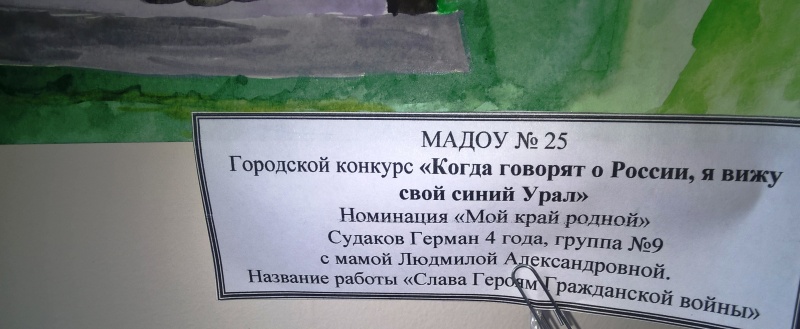 МАДОУ № 25
Городской конкурс «Когда говорят о России, я вижу
свой синий Урал»
Номинация «Мой край родной»
Судаков Герман 4 года, группа №9
с мамой Людмилой Александровной.
Название работы «Слава Героям Гражданской войны»